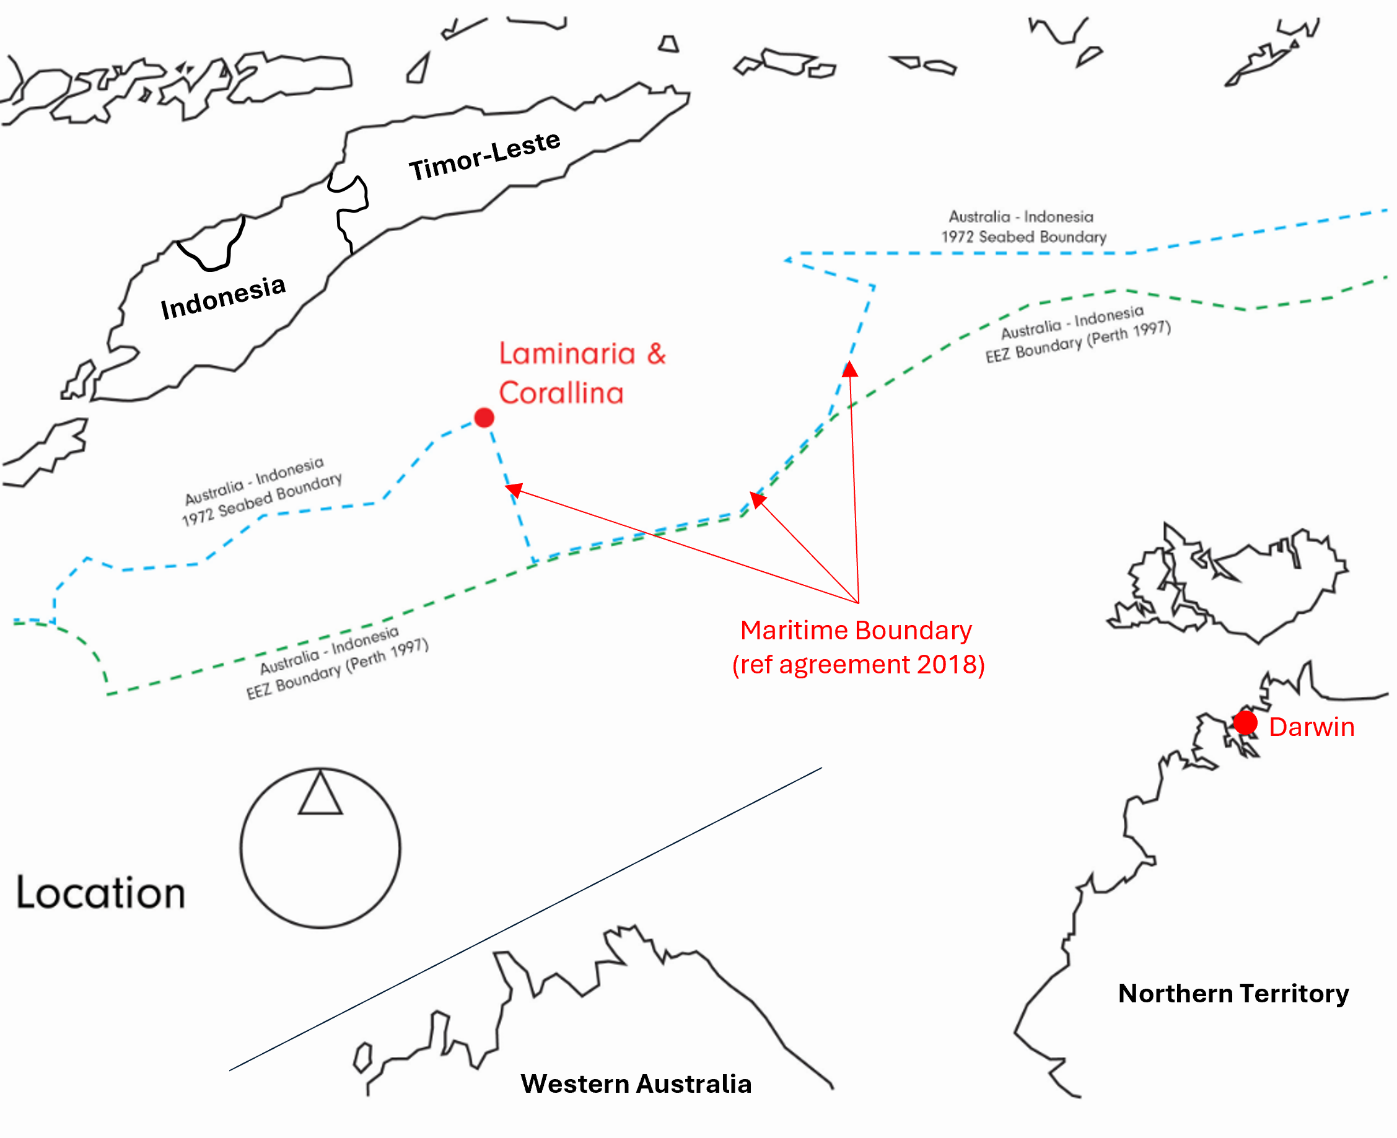 Timor-Leste
Indonesia
Australia - Indonesia
1972 Seabed Boundary
Australia - Indonesia
EEZ Boundary (Perth 1997)
Laminaria &
Corallina
Australia - Indonesia
1972 Seabed Boundary
Australia - Indonesia
EEZ Boundary (Perth 1997)
Maritime Boundary
(ref agreement 2018)
Darwin
Location
Northern Territory
Western Australia